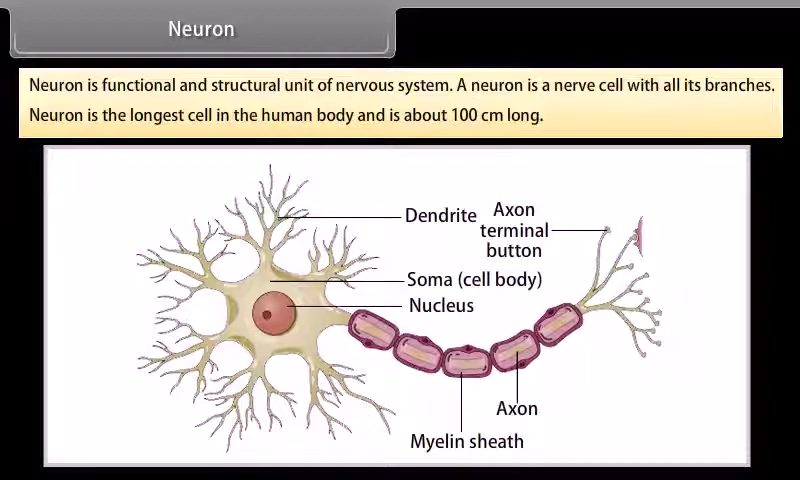 Neuron
Neuron is functional and structural unit of nervous system. A neuron is a nerve cell with all its branches.
Neuron is the longest cell in the human body and is about 100 cm long.
Dendrite
Axon
terminal
button
Soma (cell body)
Nucleus
Axon
Myelin sheath